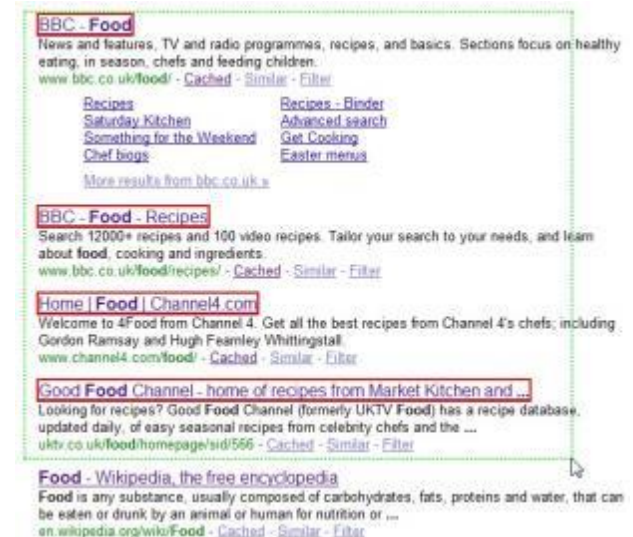 BBC - Food
News and features, TV and radio programmes, recipes, and basics. Sections focus on healthy
eating, in season, chefs and feeding children.
www.bbc.co.uk/food/ - Cached - Similar - Filter
Recipes Recipes - Binder
Saturday Kitchen Advanced search
Something for the Weekend Get Cooking
Chef blogs Easter menus
More results from bbc.co.uk »
BBC - Food - Recipes
Search 12000+ recipes and 100 video recipes. Tailor your search to your needs, and learn
about food, cooking and ingredients.
www.bbc.co.uk/food/recipes/ - Cached - Similar - Filter
Home | Food | Channel4.com
Welcome to 4Food from Channel 4. Get all the best recipes from Channel 4's chefs; including
Gordon Ramsay and Hugh Fearnley Whittingstall.
www.channel4.com/food/ - Cached - Similar - Filter
Good Food Channel - home of recipes from Market Kitchen and ...
Looking for recipes? Good Food Channel (formerly UKTV Food) has a recipe database,
updated daily, of easy seasonal recipes from celebrity chefs and the ...
uktv.co.uk/food/homepage/sid/566 - Cached - Similar - Filter
Food - Wikipedia, the free encyclopedia
Food is any substance, usually composed of carbohydrates, fats, proteins and water, that can
be eaten or drunk by an animal or human for nutrition or ...
en.wikipedia.org/wiki/Food - Cached - Similar - Filter